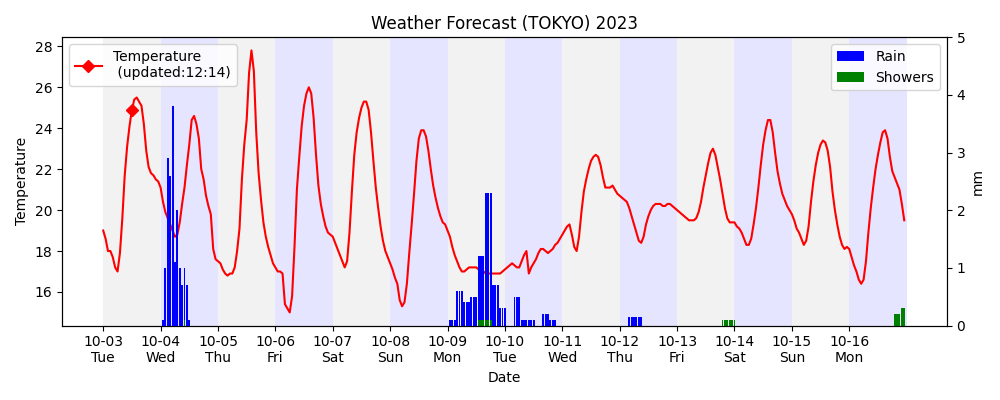 Weather Forecast (TOKYO) 2023
Temperature
(updated:12:14)
Rain
Showers
Temperature
28
26
24
22
20
18
16
5
4
3
2
1
0
mm
10-03 10-04 10-05 10-06 10-07 10-08 10-09 10-10 10-11 10-12 10-13 10-14 10-15 10-16
Tue Wed Thu Fri Sat Sun Mon Tue Wed Thu Fri Sat Sun Mon
Date